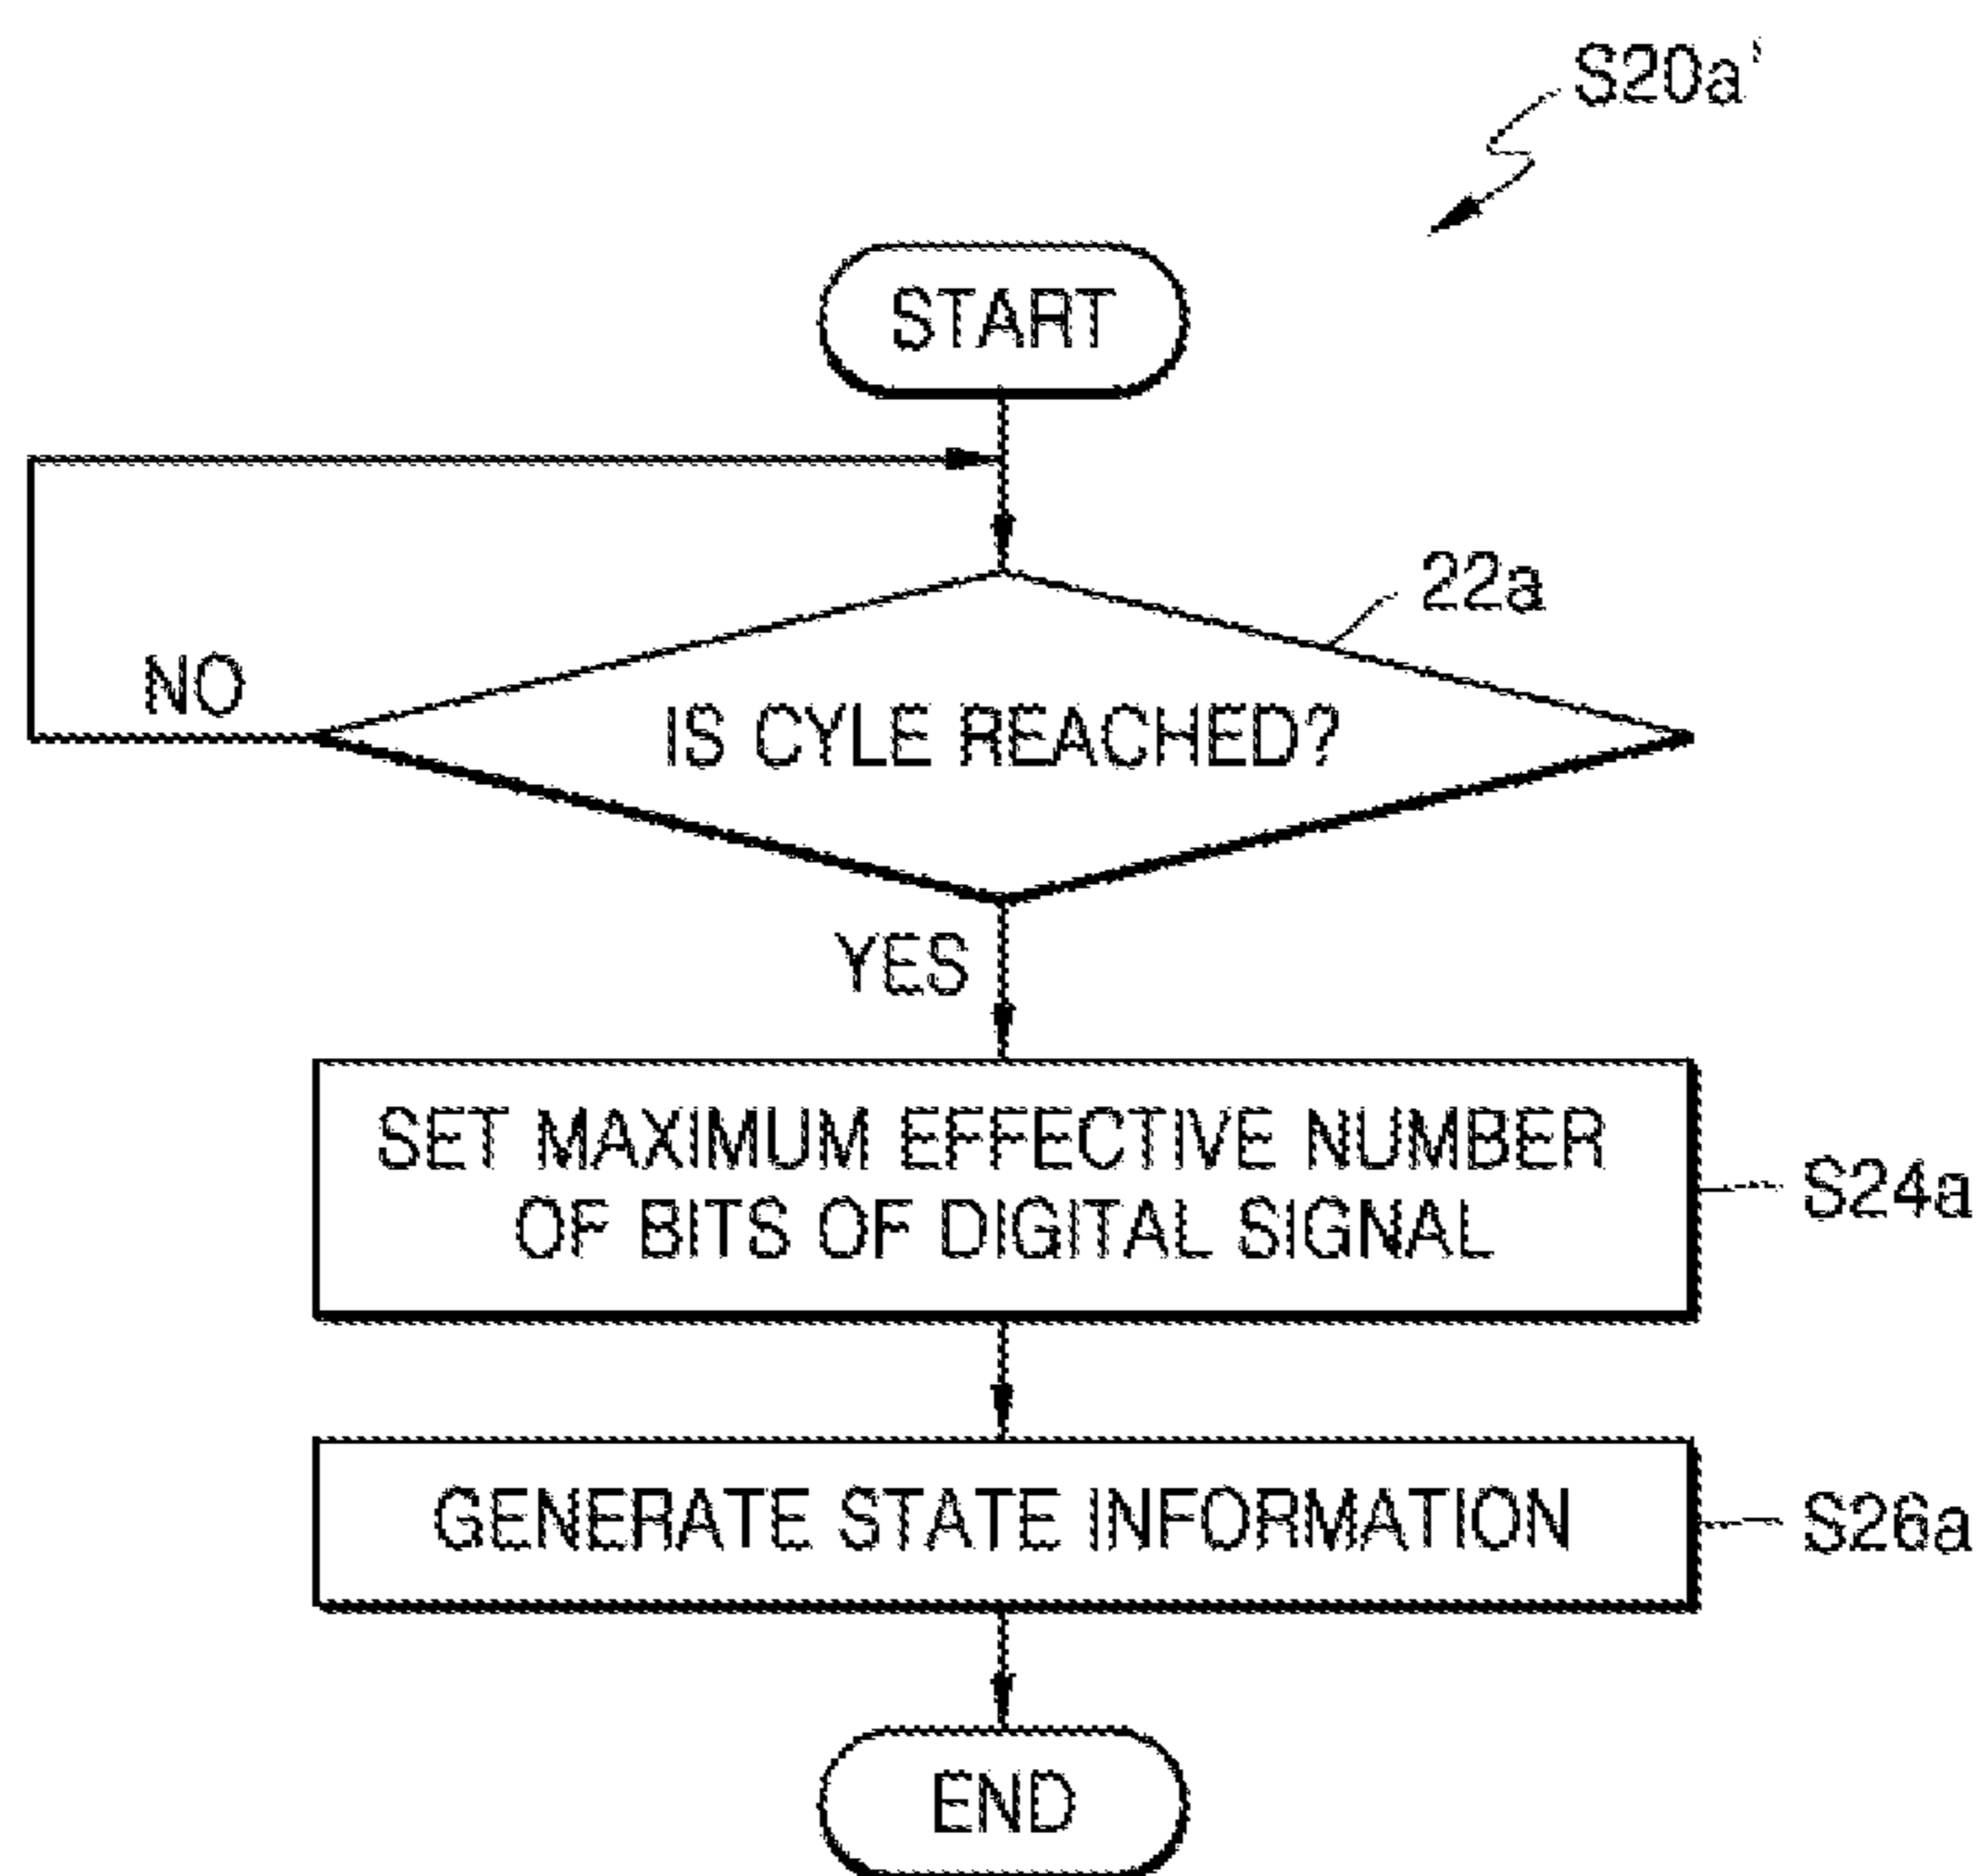 S20a'
START
22a
NO
IS CYLE REACHED?
YES
SET MAXIMUM EFFECTIVE NUMBER
OF BITS OF DIGITAL SIGNAL
S24a
GENERATE STATE INFORMATION
S26a
END